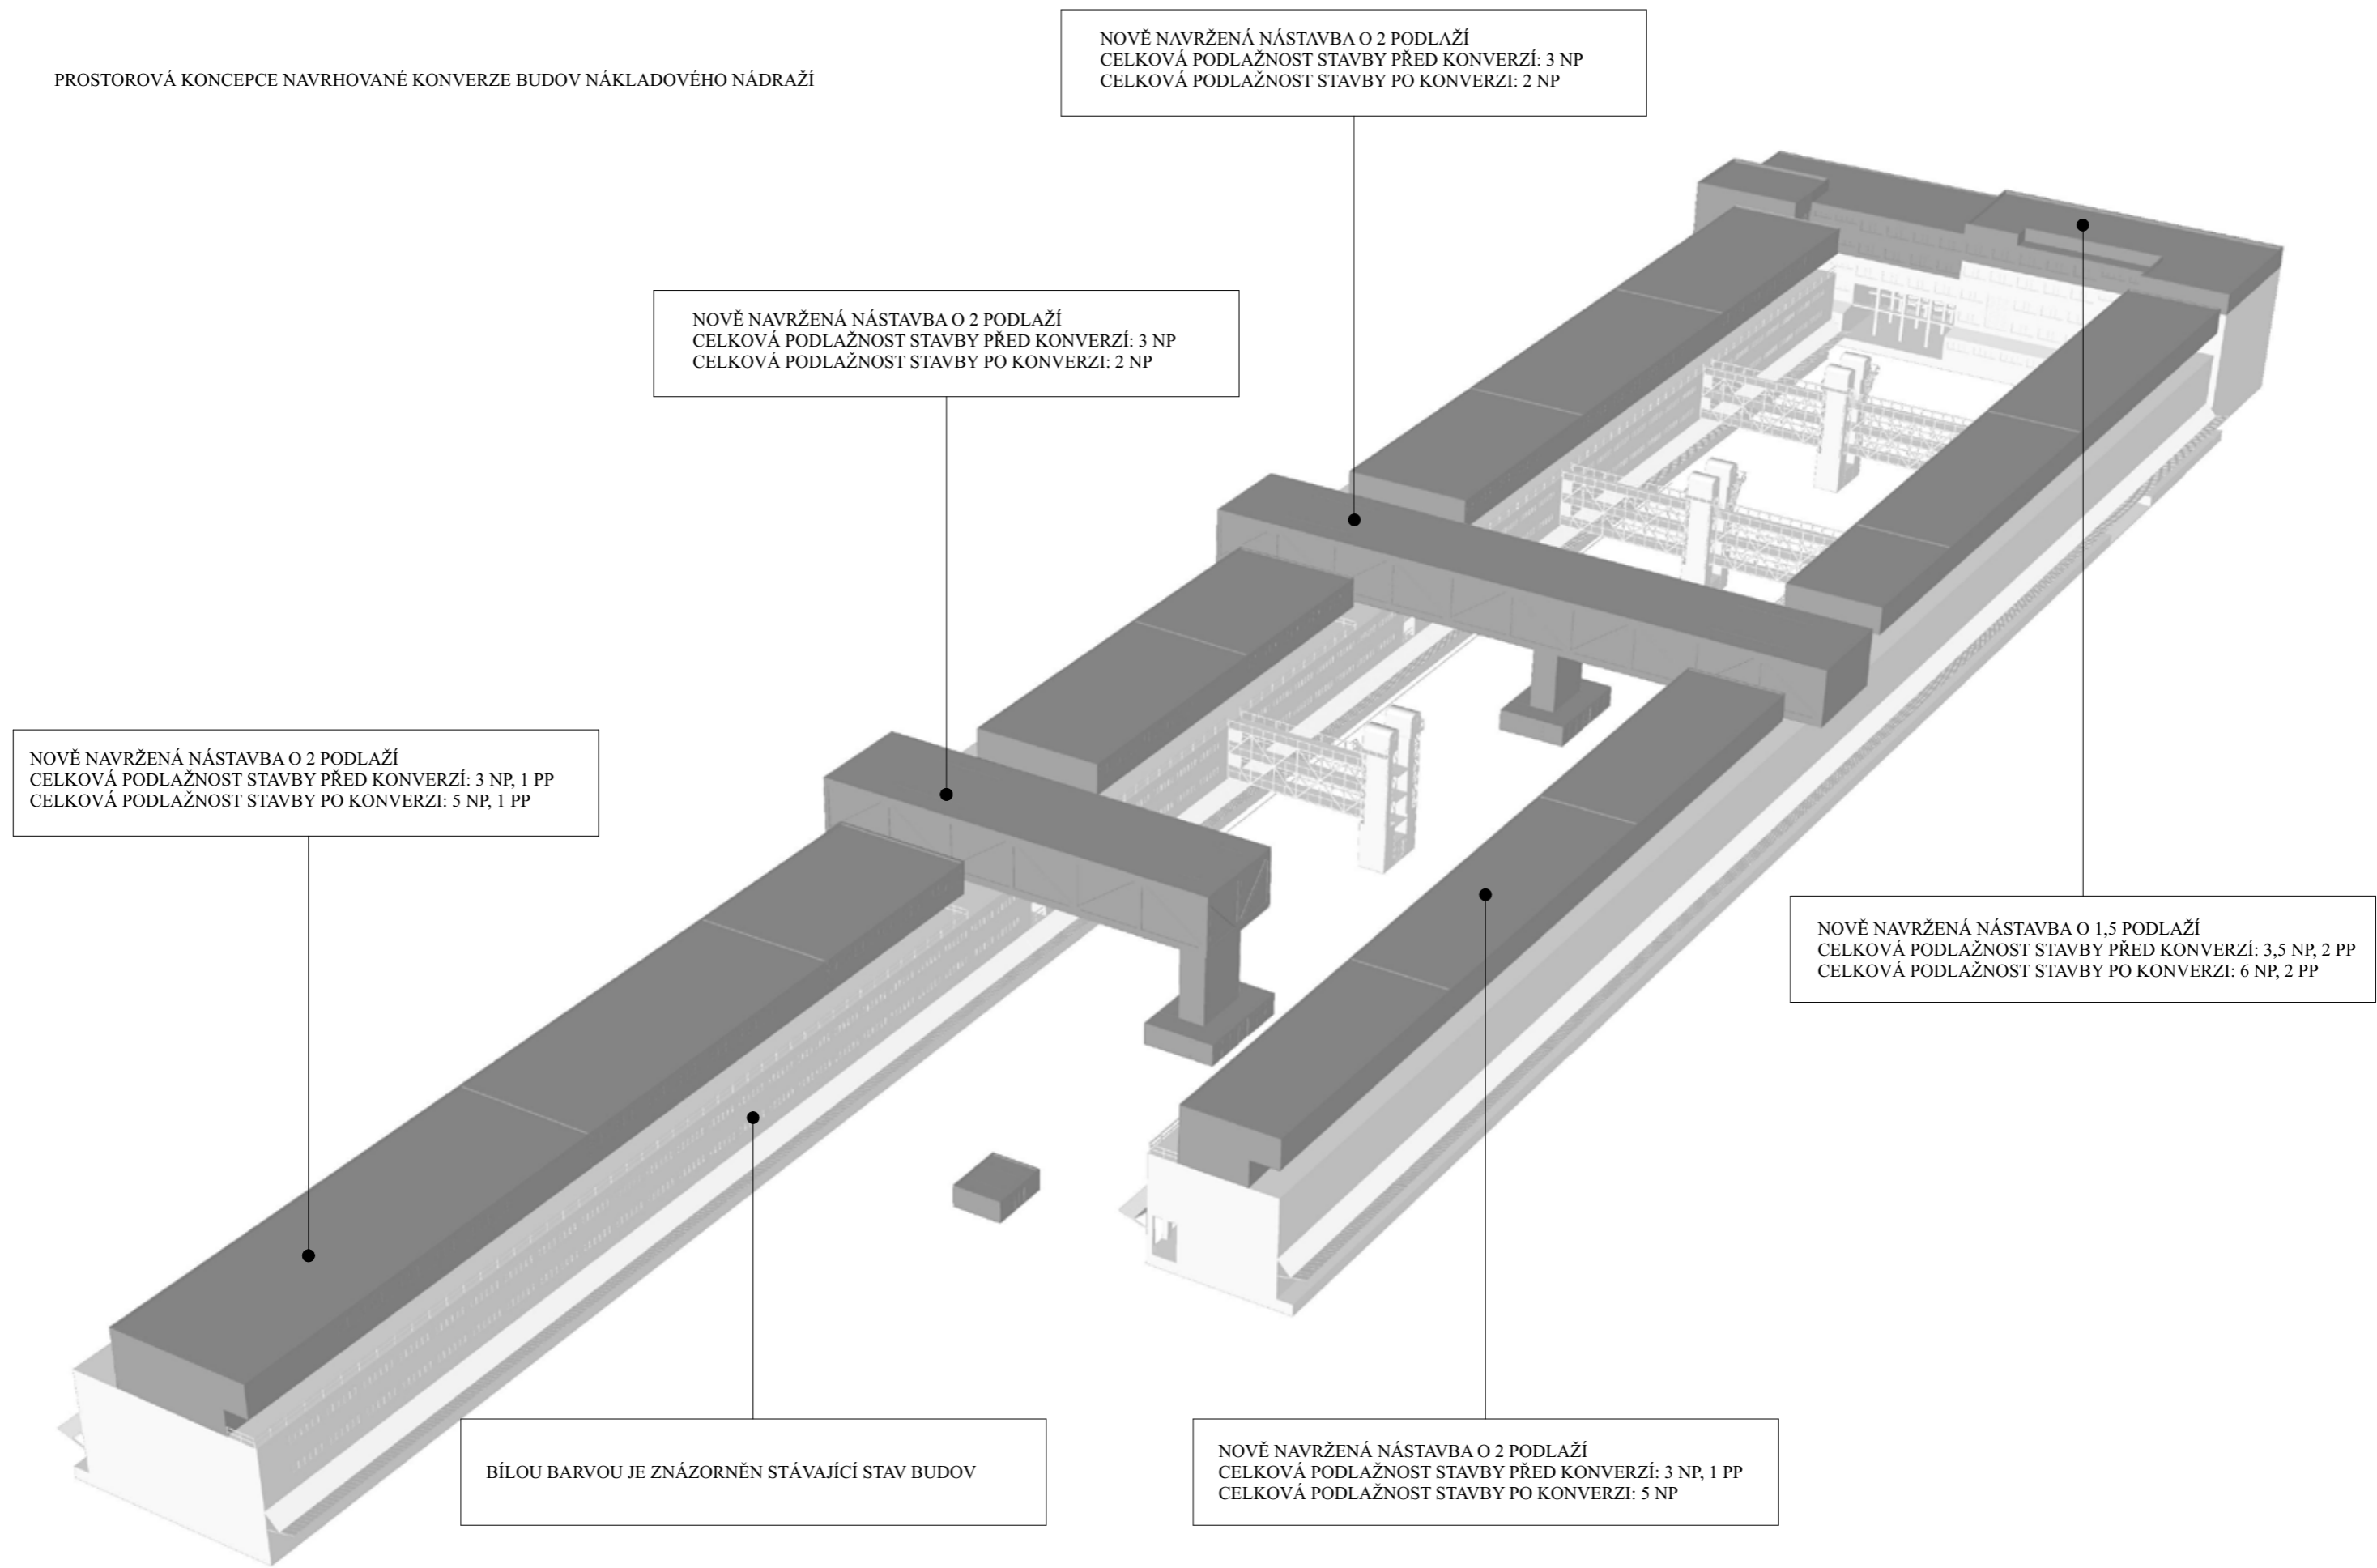 PROSTOROVÁ KONCEPCE NAVRHOVANÉ KONVERZE BUDOV NÁKLADOVÉHO NÁDRAŽÍ
NOVĚ NAVRŽENÁ NÁSTAVBA O 2 PODLAŽÍ
CELKOVÁ PODLAŽNOST STAVBY PŘED KONVERZÍ: 3 NP
CELKOVÁ PODLAŽNOST STAVBY PO KONVERZI: 2 NP
NOVĚ NAVRŽENÁ NÁSTAVBA O 2 PODLAŽÍ
CELKOVÁ PODLAŽNOST STAVBY PŘED KONVERZÍ: 3 NP
CELKOVÁ PODLAŽNOST STAVBY PO KONVERZI: 2 NP
NOVĚ NAVRŽENÁ NÁSTAVBA O 2 PODLAŽÍ
CELKOVÁ PODLAŽNOST STAVBY PŘED KONVERZÍ: 3 NP, 1 PP
CELKOVÁ PODLAŽNOST STAVBY PO KONVERZI: 5 NP, 1 PP
NOVĚ NAVRŽENÁ NÁSTAVBA O 1,5 PODLAŽÍ
CELKOVÁ PODLAŽNOST STAVBY PŘED KONVERZÍ: 3,5 NP, 2 PP
CELKOVÁ PODLAŽNOST STAVBY PO KONVERZI: 6 NP, 2 PP
BÍLOU BARVOU JE ZNÁZORNĚN STÁVAJÍCÍ STAV BUDOV
NOVĚ NAVRŽENÁ NÁSTAVBA O 2 PODLAŽÍ
CELKOVÁ PODLAŽNOST STAVBY PŘED KONVERZÍ: 3 NP, 1 PP
CELKOVÁ PODLAŽNOST STAVBY PO KONVERZI: 5 NP